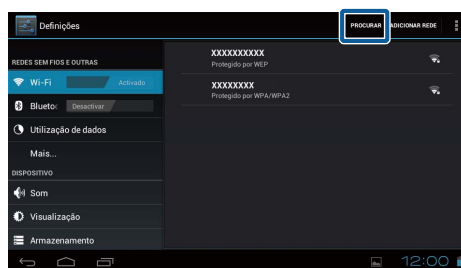 Definições
PROCURAR
ADICIONAR REDE
REDES SEM FIOS E OUTRAS
Wi-Fi
Activado
Blueto
Desactivar
Utilização de dados
Mais...
DISPOSITIVO
Som
Visualização
Armazenamento
XXXXXXXXXX
Protegido por WEP
XXXXXXXX
Protegido por WPA/WPA2
12:00